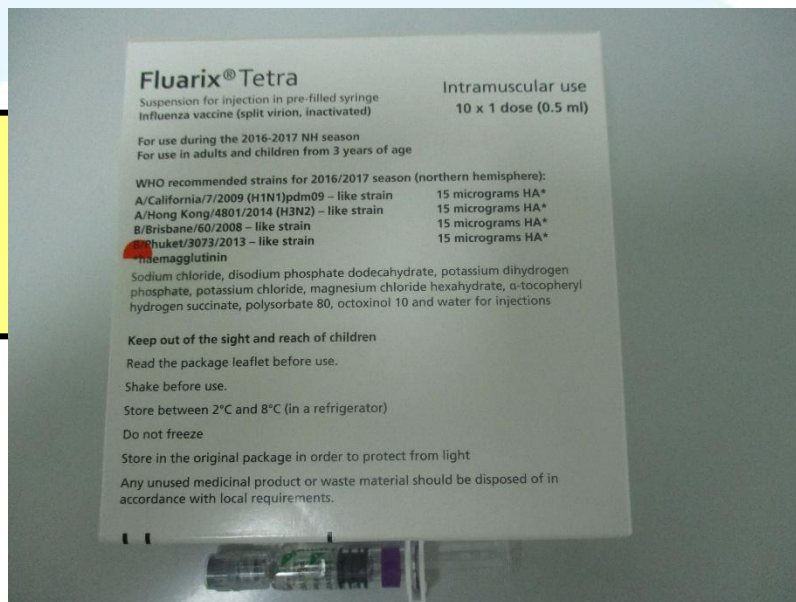 Fluarix® Tetra
Suspension for injection in pre-filled syringe
Influenza vaccine (split virion, inactivated)
Intramuscular use
10 x 1 dose (0.5 ml)
For use during the 2016-2017 NH season
For use in adults and children from 3 years of age
WHO recommended strains for 2016/2017 season (northern hemisphere):
A/California/7/2009 (H1N1)pdm09 – like strain 15 micrograms HA*
A/Hong Kong/4801/2014 (H3N2) – like strain 15 micrograms HA*
B/Brisbane/60/2008 – like strain 15 micrograms HA*
B/Phuket/3073/2013 – like strain 15 micrograms HA*
*haemagglutinin
Sodium chloride, disodium phosphate dodecahydrate, potassium dihydrogen
phosphate, potassium chloride, magnesium chloride hexahydrate, α-tocopheryl
hydrogen succinate, polysorbate 80, octoxinol 10 and water for injections
Keep out of the sight and reach of children
Read the package leaflet before use.
Shake before use.
Store between 2°C and 8°C (in a refrigerator)
Do not freeze
Store in the original package in order to protect from light
Any unused medicinal product or waste material should be disposed of in
accordance with local requirements.